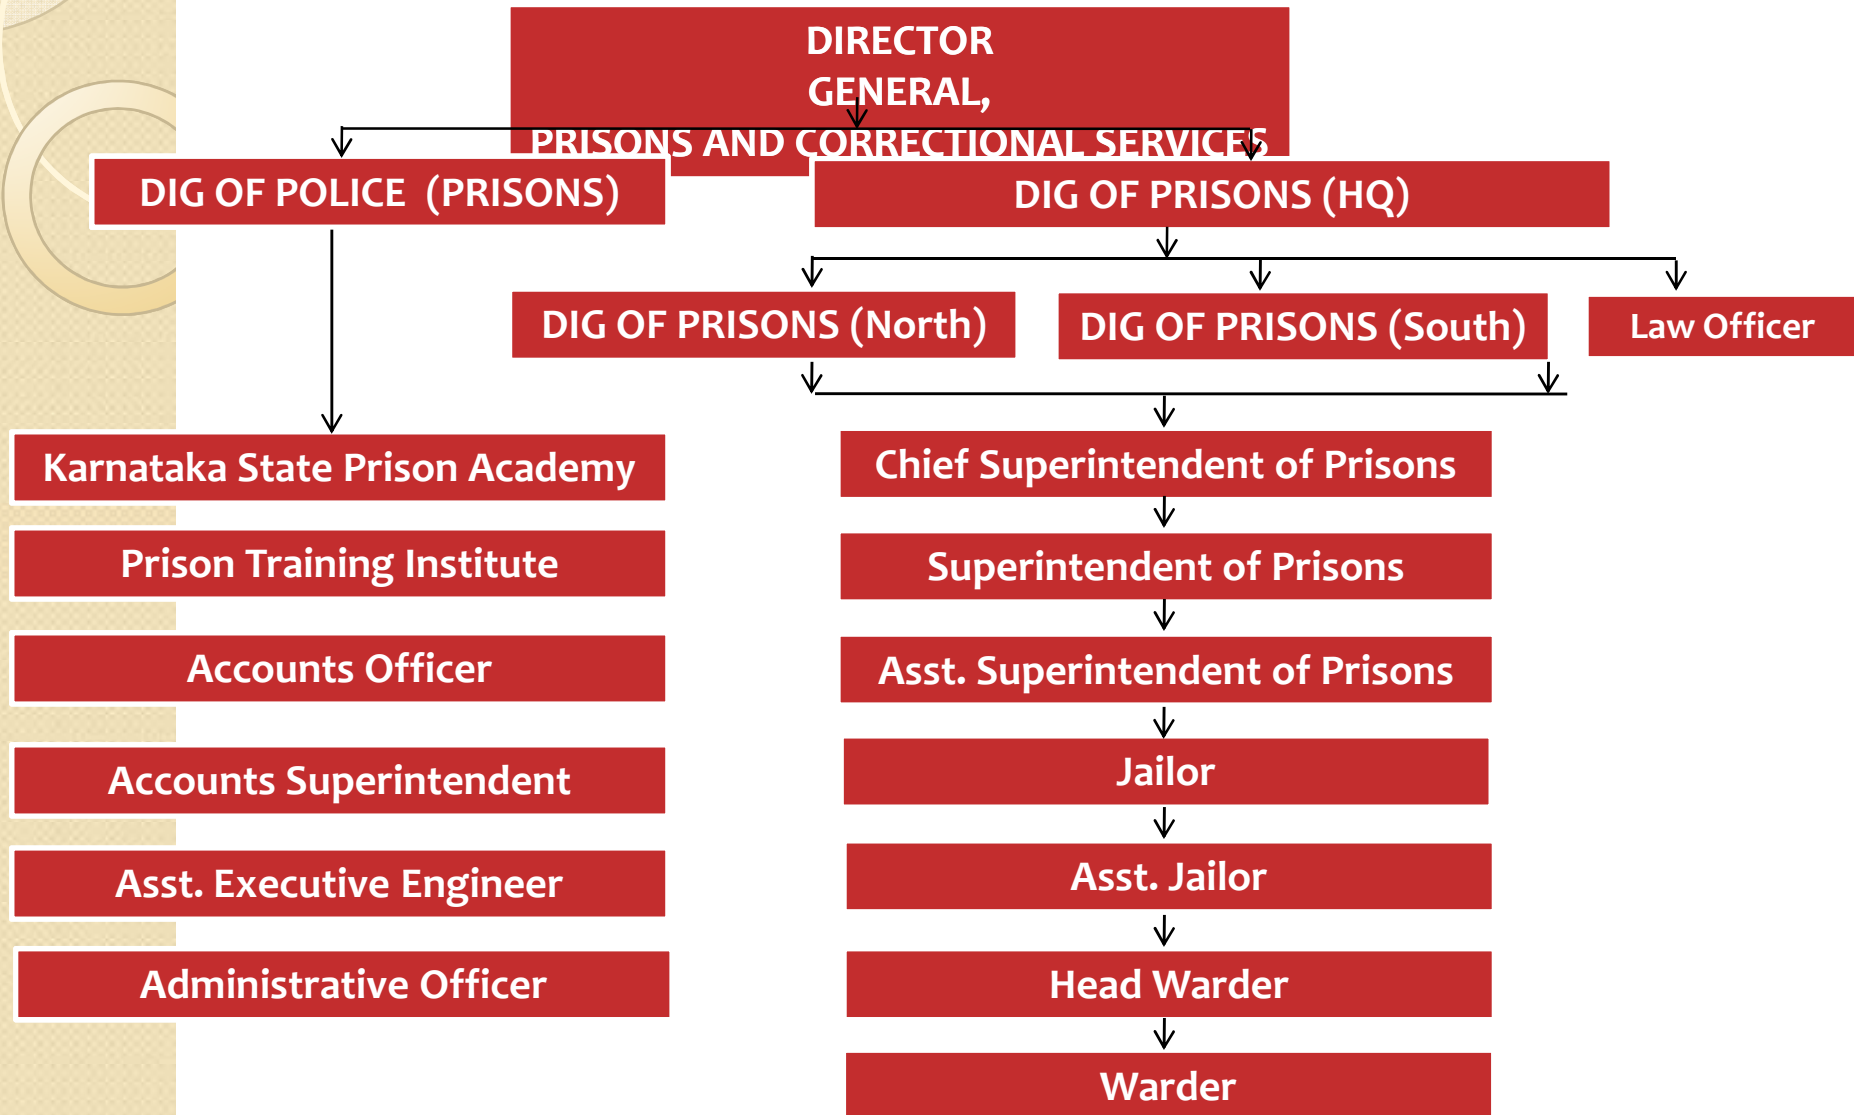 DIRECTOR
GENERAL,
PRISONS AND CORRECTIONAL SERVICES
DIG OF POLICE (PRISONS)
DIG OF PRISONS (HQ)
DIG OF PRISONS (North)
DIG OF PRISONS (South)
Law Officer
Karnataka State Prison Academy
Prison Training Institute
Accounts Officer
Accounts Superintendent
Asst. Executive Engineer
Administrative Officer
Chief Superintendent of Prisons
Superintendent of Prisons
Asst. Superintendent of Prisons
Jailor
Asst. Jailor
Head Warder
Warder